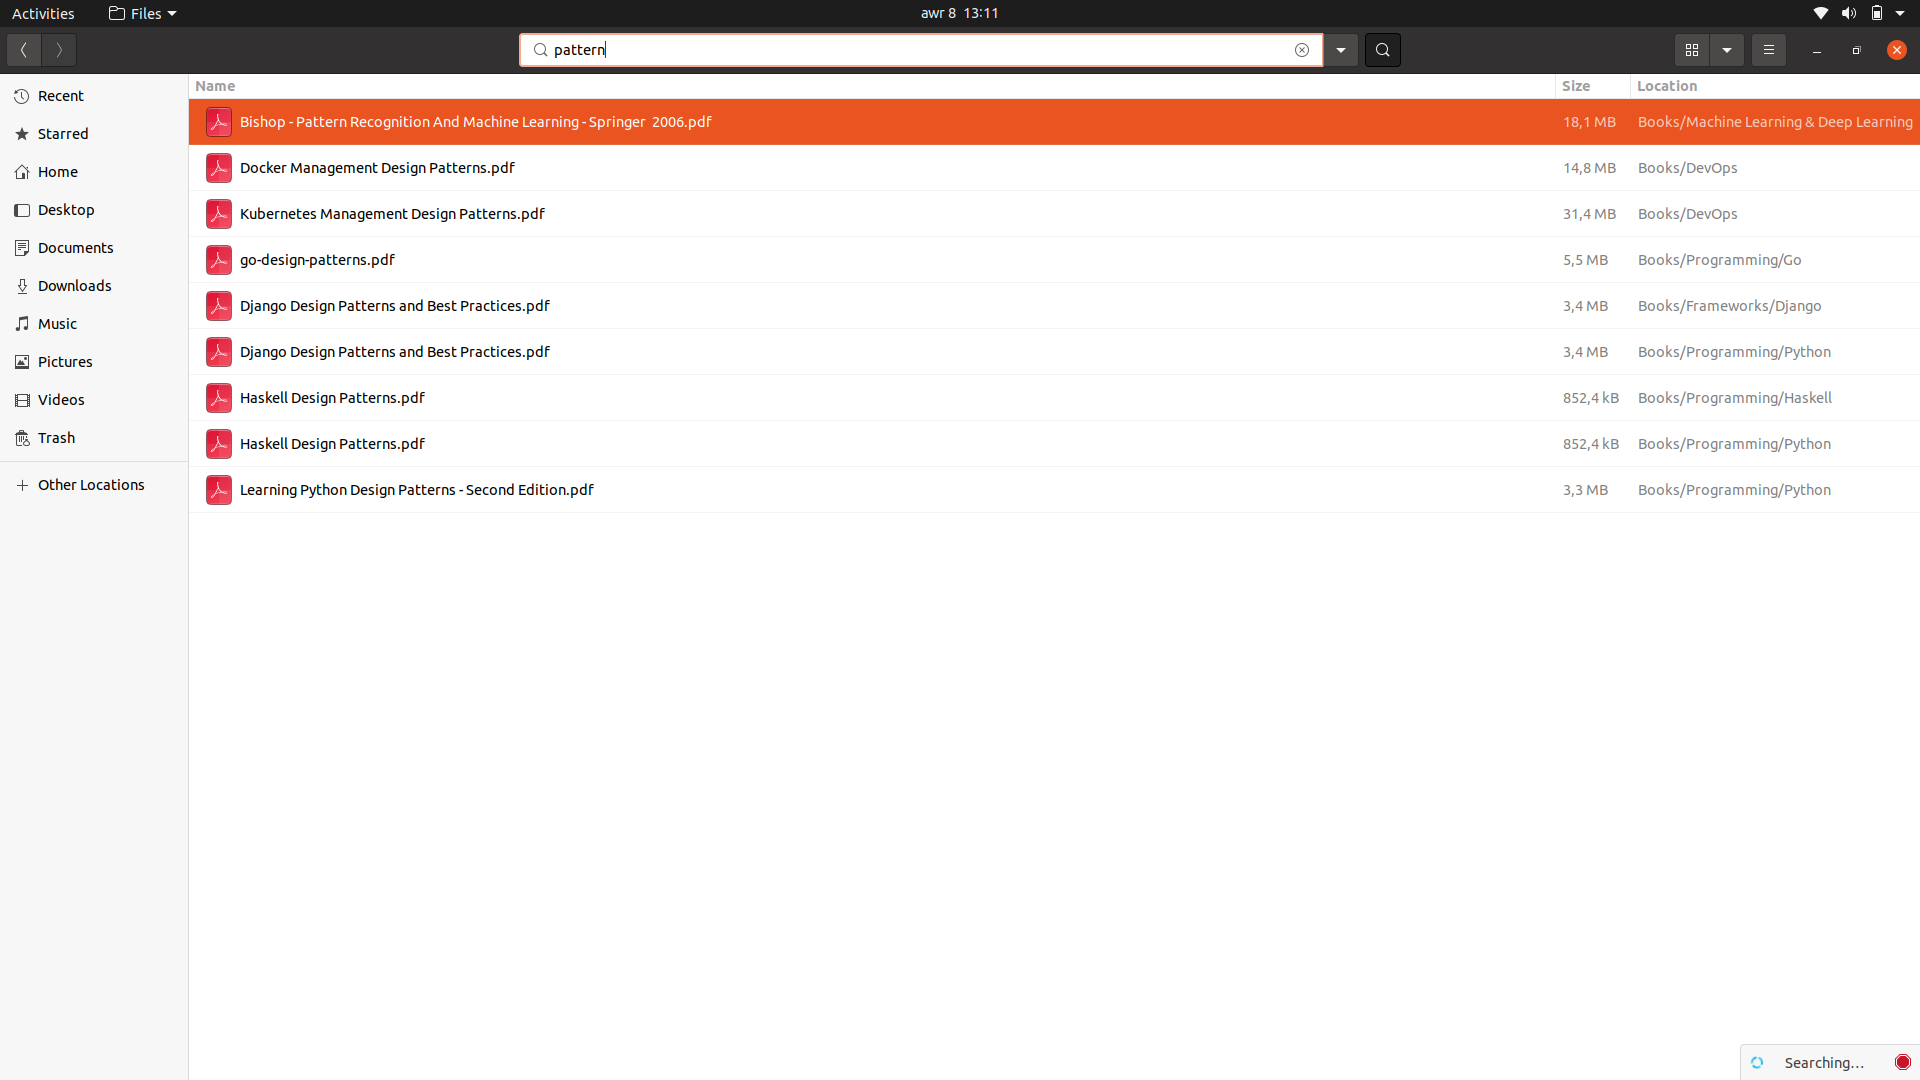 Activities Files awr 8 13:11
pattern
Name Size Location
Recent
Starred
Home
Desktop
Documents
Downloads
Music
Pictures
Videos
Trash
Other Locations
Bishop - Pattern Recognition And Machine Learning - Springer 2006.pdf 18,1 MB Books/Machine Learning & Deep Learning
Docker Management Design Patterns.pdf 14,8 MB Books/DevOps
Kubernetes Management Design Patterns.pdf 31,4 MB Books/DevOps
go-design-patterns.pdf 5,5 MB Books/Programming/Go
Django Design Patterns and Best Practices.pdf 3,4 MB Books/Frameworks/Django
Django Design Patterns and Best Practices.pdf 3,4 MB Books/Programming/Python
Haskell Design Patterns.pdf 852,4 kB Books/Programming/Haskell
Haskell Design Patterns.pdf 852,4 kB Books/Programming/Python
Learning Python Design Patterns - Second Edition.pdf 3,3 MB Books/Programming/Python
Searching...